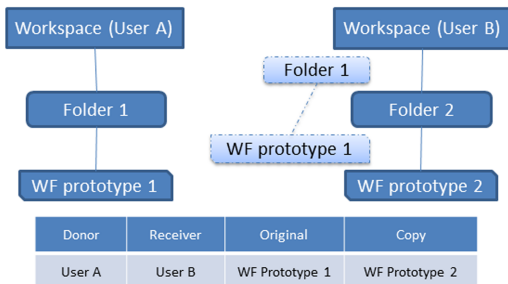 Workspace (User A)
Workspace (User B)
Folder 1
Folder 1
Folder 2
WF prototype 1
WF prototype 1
WF prototype 2
Donor Receiver Original Copy
User A User B WF Prototype 1 WF Prototype 2